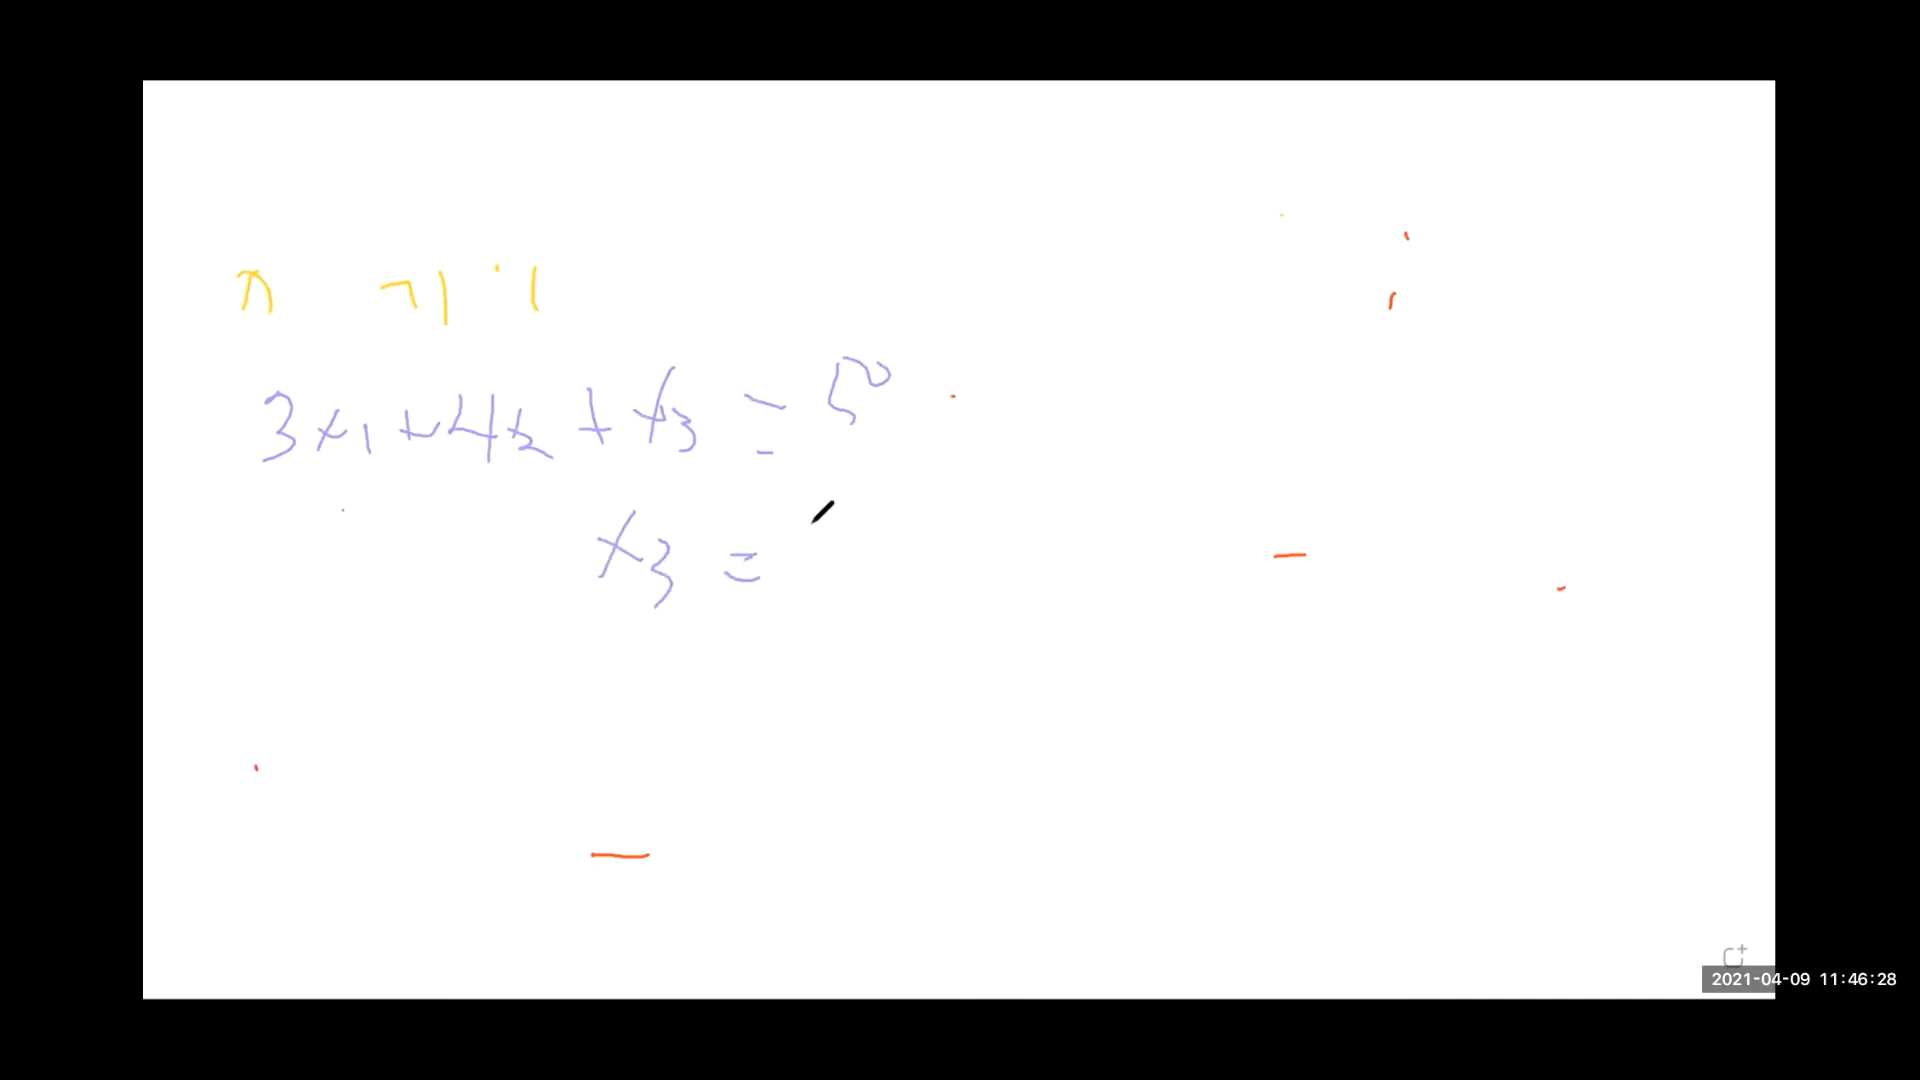 3x1 + 4x2 + x3 = 50
x3 =
2021-04-09 11:46:28